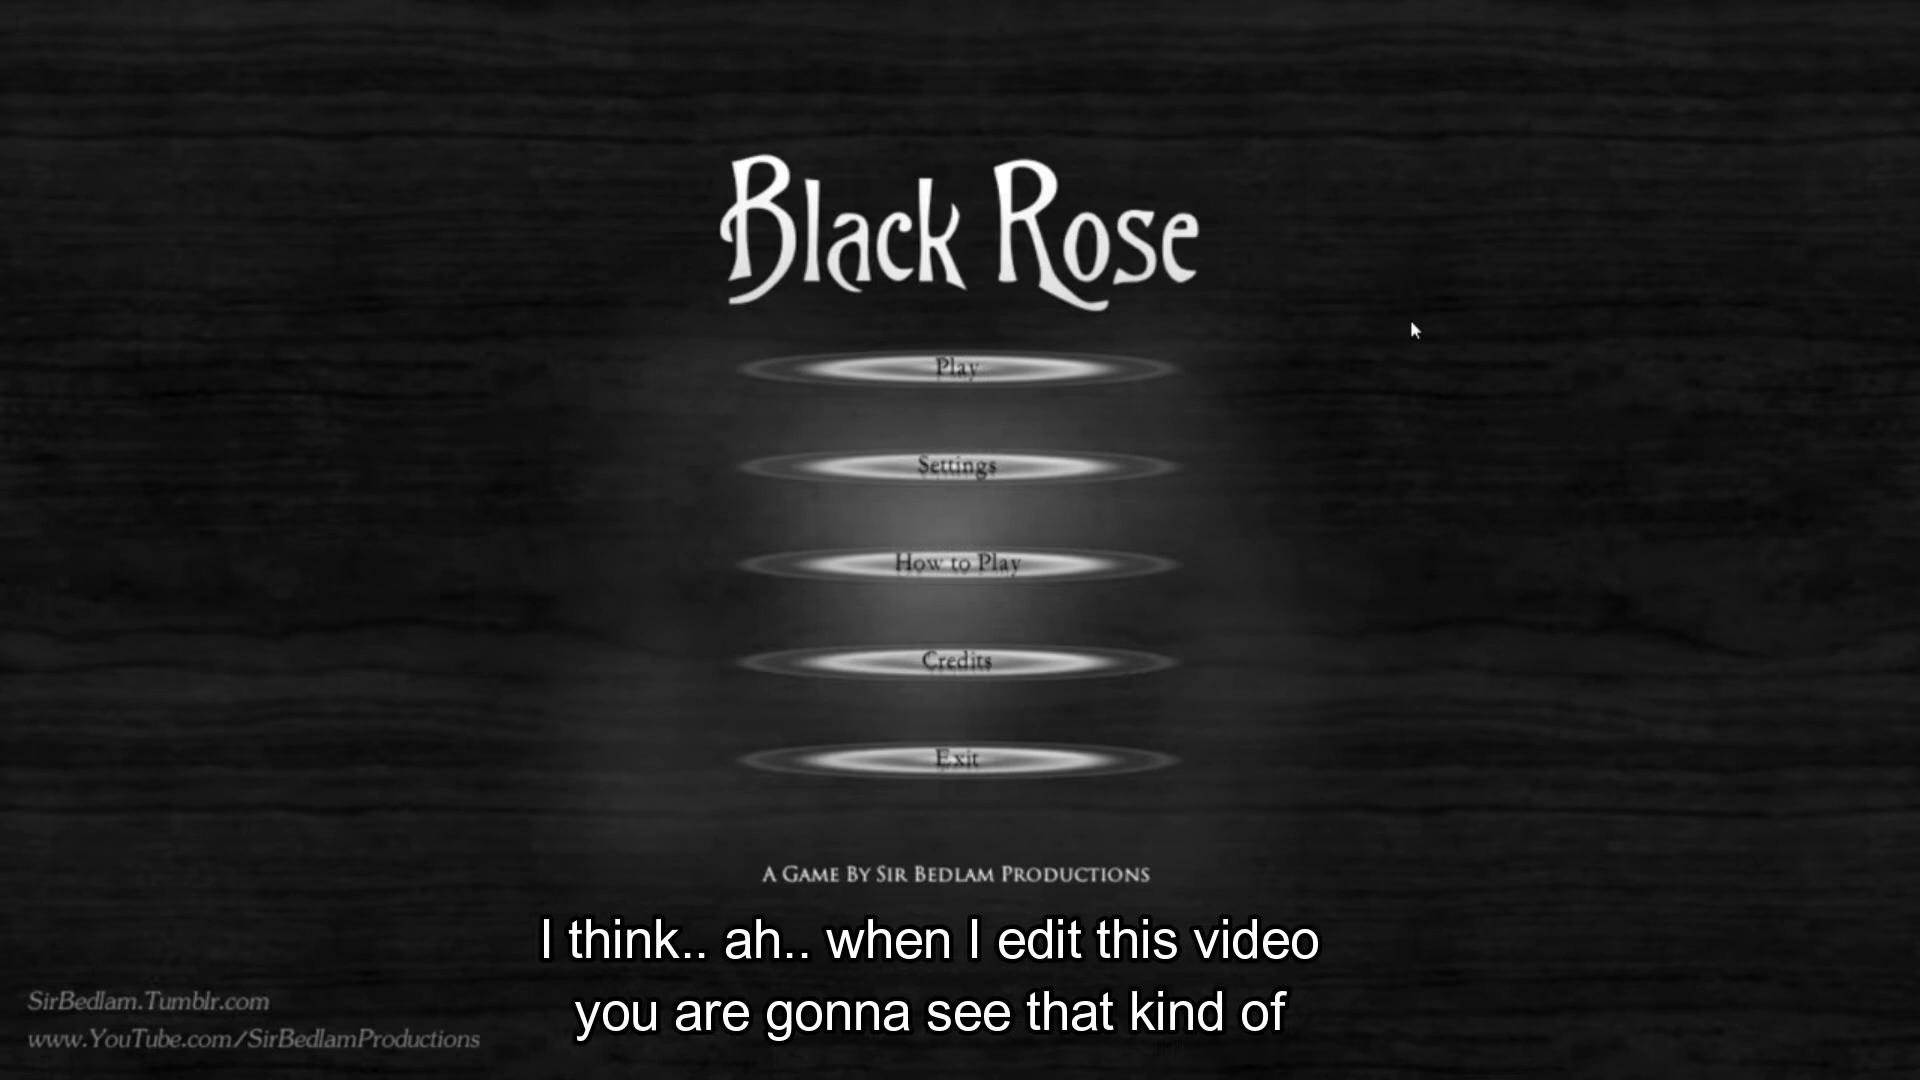 Black Rose
Play
Settings
How to Play
Credits
Exit
A GAME BY SIR BEDLAM PRODUCTIONS
I think.. ah.. when I edit this video
you are gonna see that kind of
SirBedlam.Tumblr.com
www.YouTube.com/SirBedlamProductions